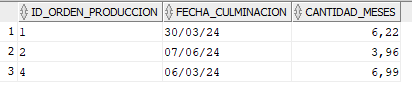 ID_ORDEN_PRODUCCION FECHA_CULMINACION CANTIDAD_MESES
1 1 30/03/24 6,22
2 2 07/06/24 3,96
3 4 06/03/24 6,99